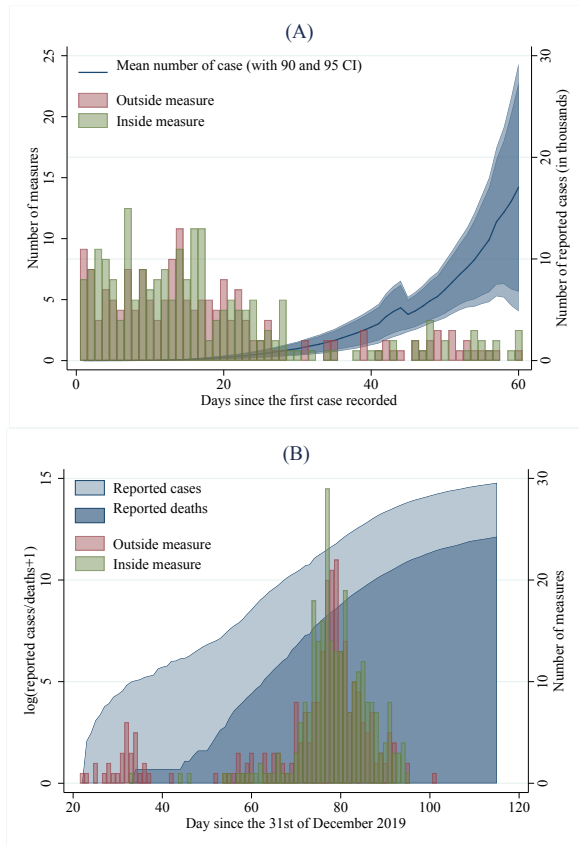 (A)
Mean number of case (with 90 and 95 CI)
Outside measure
Inside measure
Number of measures
25
20
15
10
5
0
Number of reported cases (in thousands)
30
20
10
0
0 20 40 60
Days since the first case recorded
(B)
Reported cases
Reported deaths
Outside measure
Inside measure
log(reported cases/deaths+1)
15
10
5
0
Number of measures
30
20
10
0
20 40 60 80 100 120
Day since the 31st of December 2019